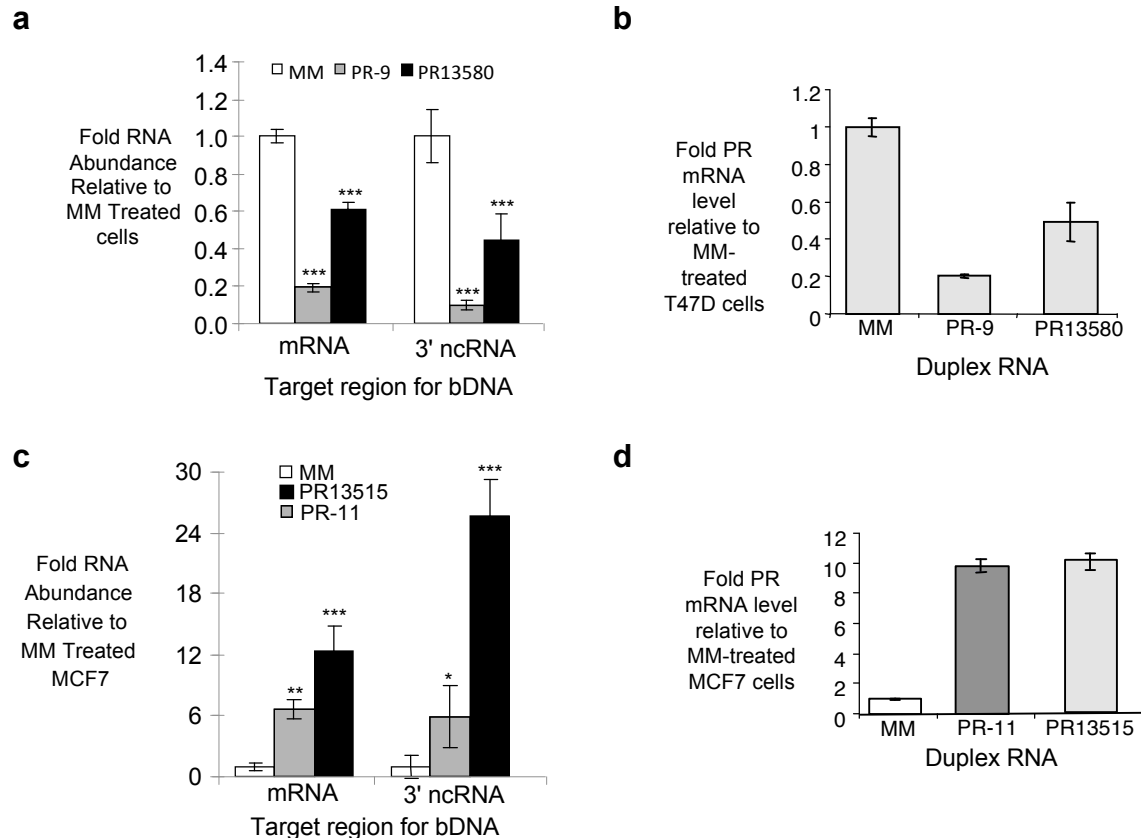 a
1.4
1.2
1.0
0.8
0.6
0.4
0.2
0.0
Fold RNA
Abundance
Relative to
MM Treated
cells
MM PR-9 PR13580
***
***
***
***
mRNA 3' ncRNA
Target region for bDNA
b
1.2
1
0.8
0.6
0.4
0.2
0
Fold PR
mRNA
level
relative to
MM-
treated
T47D cells
MM PR-9 PR13580
Duplex RNA
c
30
24
18
12
6
0
Fold RNA
Abundance
Relative to
MM Treated
MCF7
MM
PR13515
PR-11
**
***
*
***
mRNA 3' ncRNA
Target region for bDNA
d
12
10
8
6
4
2
0
Fold PR
mRNA level
relative to
MM-treated
MCF7 cells
MM PR-11 PR13515
Duplex RNA